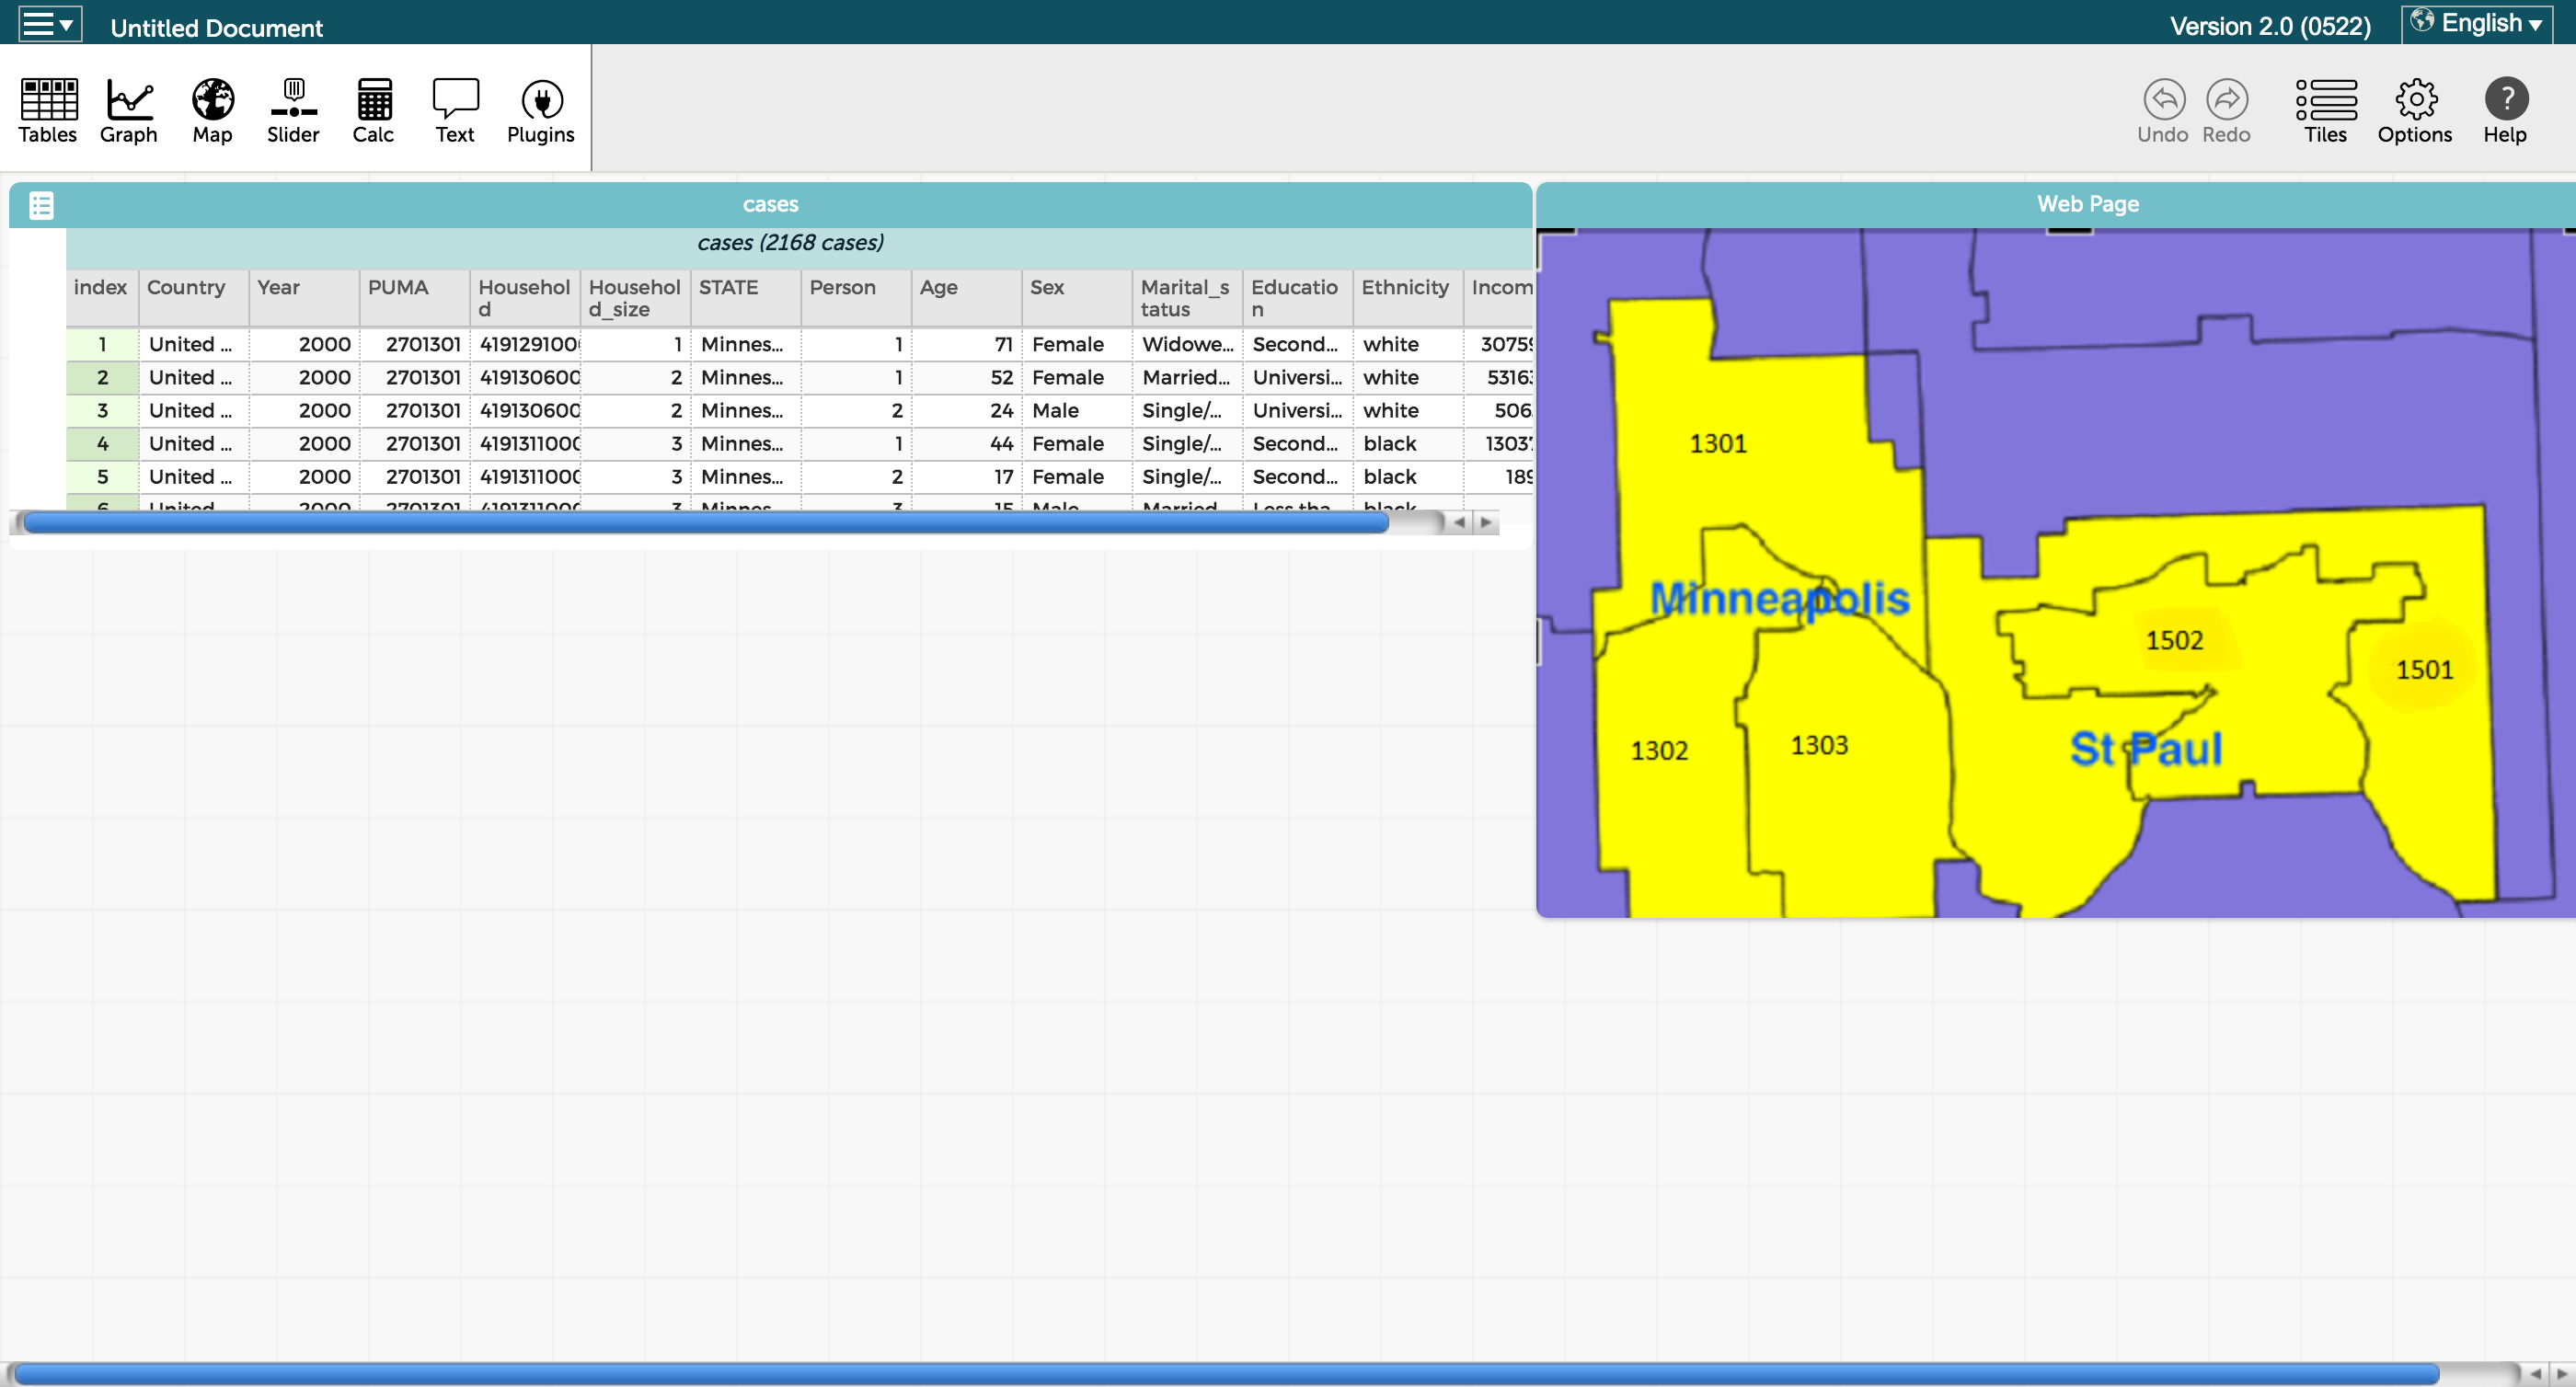 Untitled Document
Version 2.0 (0522)
English
Tables Graph Map Slider Calc Text Plugins
Undo Redo Tiles Options Help
cases
cases (2168 cases)
index Country Year PUMA Household Household_size STATE Person Age Sex Marital_status Education Ethnicity Incom
1 United ... 2000 2701301 419129100 1 Minnes... 1 71 Female Widowe... Second... white 3075
2 United ... 2000 2701301 41913060 2 Minnes... 1 52 Female Married... Universi... white 5316
3 United ... 2000 2701301 41913060 2 Minnes... 2 24 Male Single/... Universi... white 506
4 United ... 2000 2701301 419131100 3 Minnes... 1 44 Female Single/... Second... black 1303
5 United ... 2000 2701301 419131100 3 Minnes... 2 17 Female Single/... Second... black 18
Web Page
1301
Minneapolis
1502
1501
1302
1303
St Paul